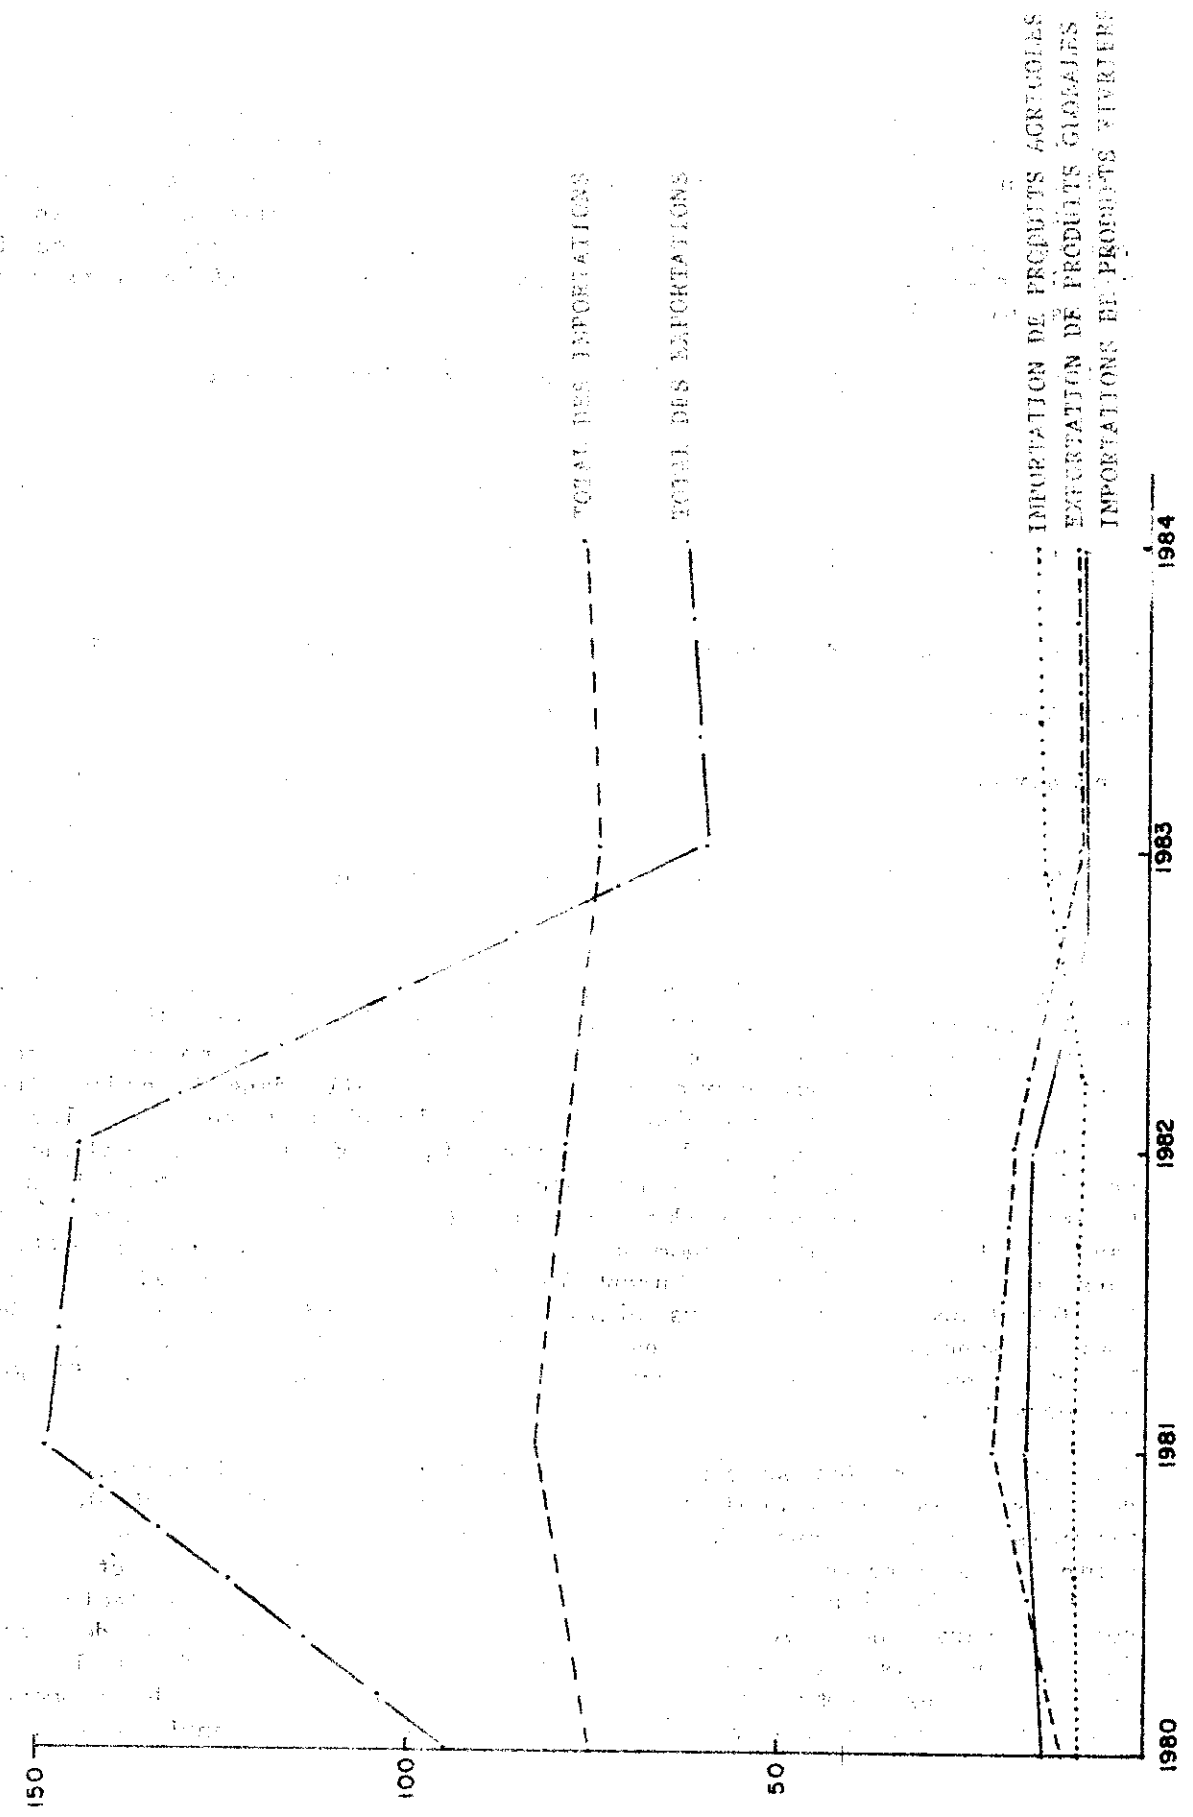 150
100
50
1980
1981
1982
1983
1984
TOTAL DES IMPORTATIONS
TOTAL DES EXPORTATIONS
IMPORTATION DE PRODUITS AGRICOLES
EXPORTATION DE PRODUITS GLOBALES
IMPORTATIONS DE PRODUITS VIVRIERS